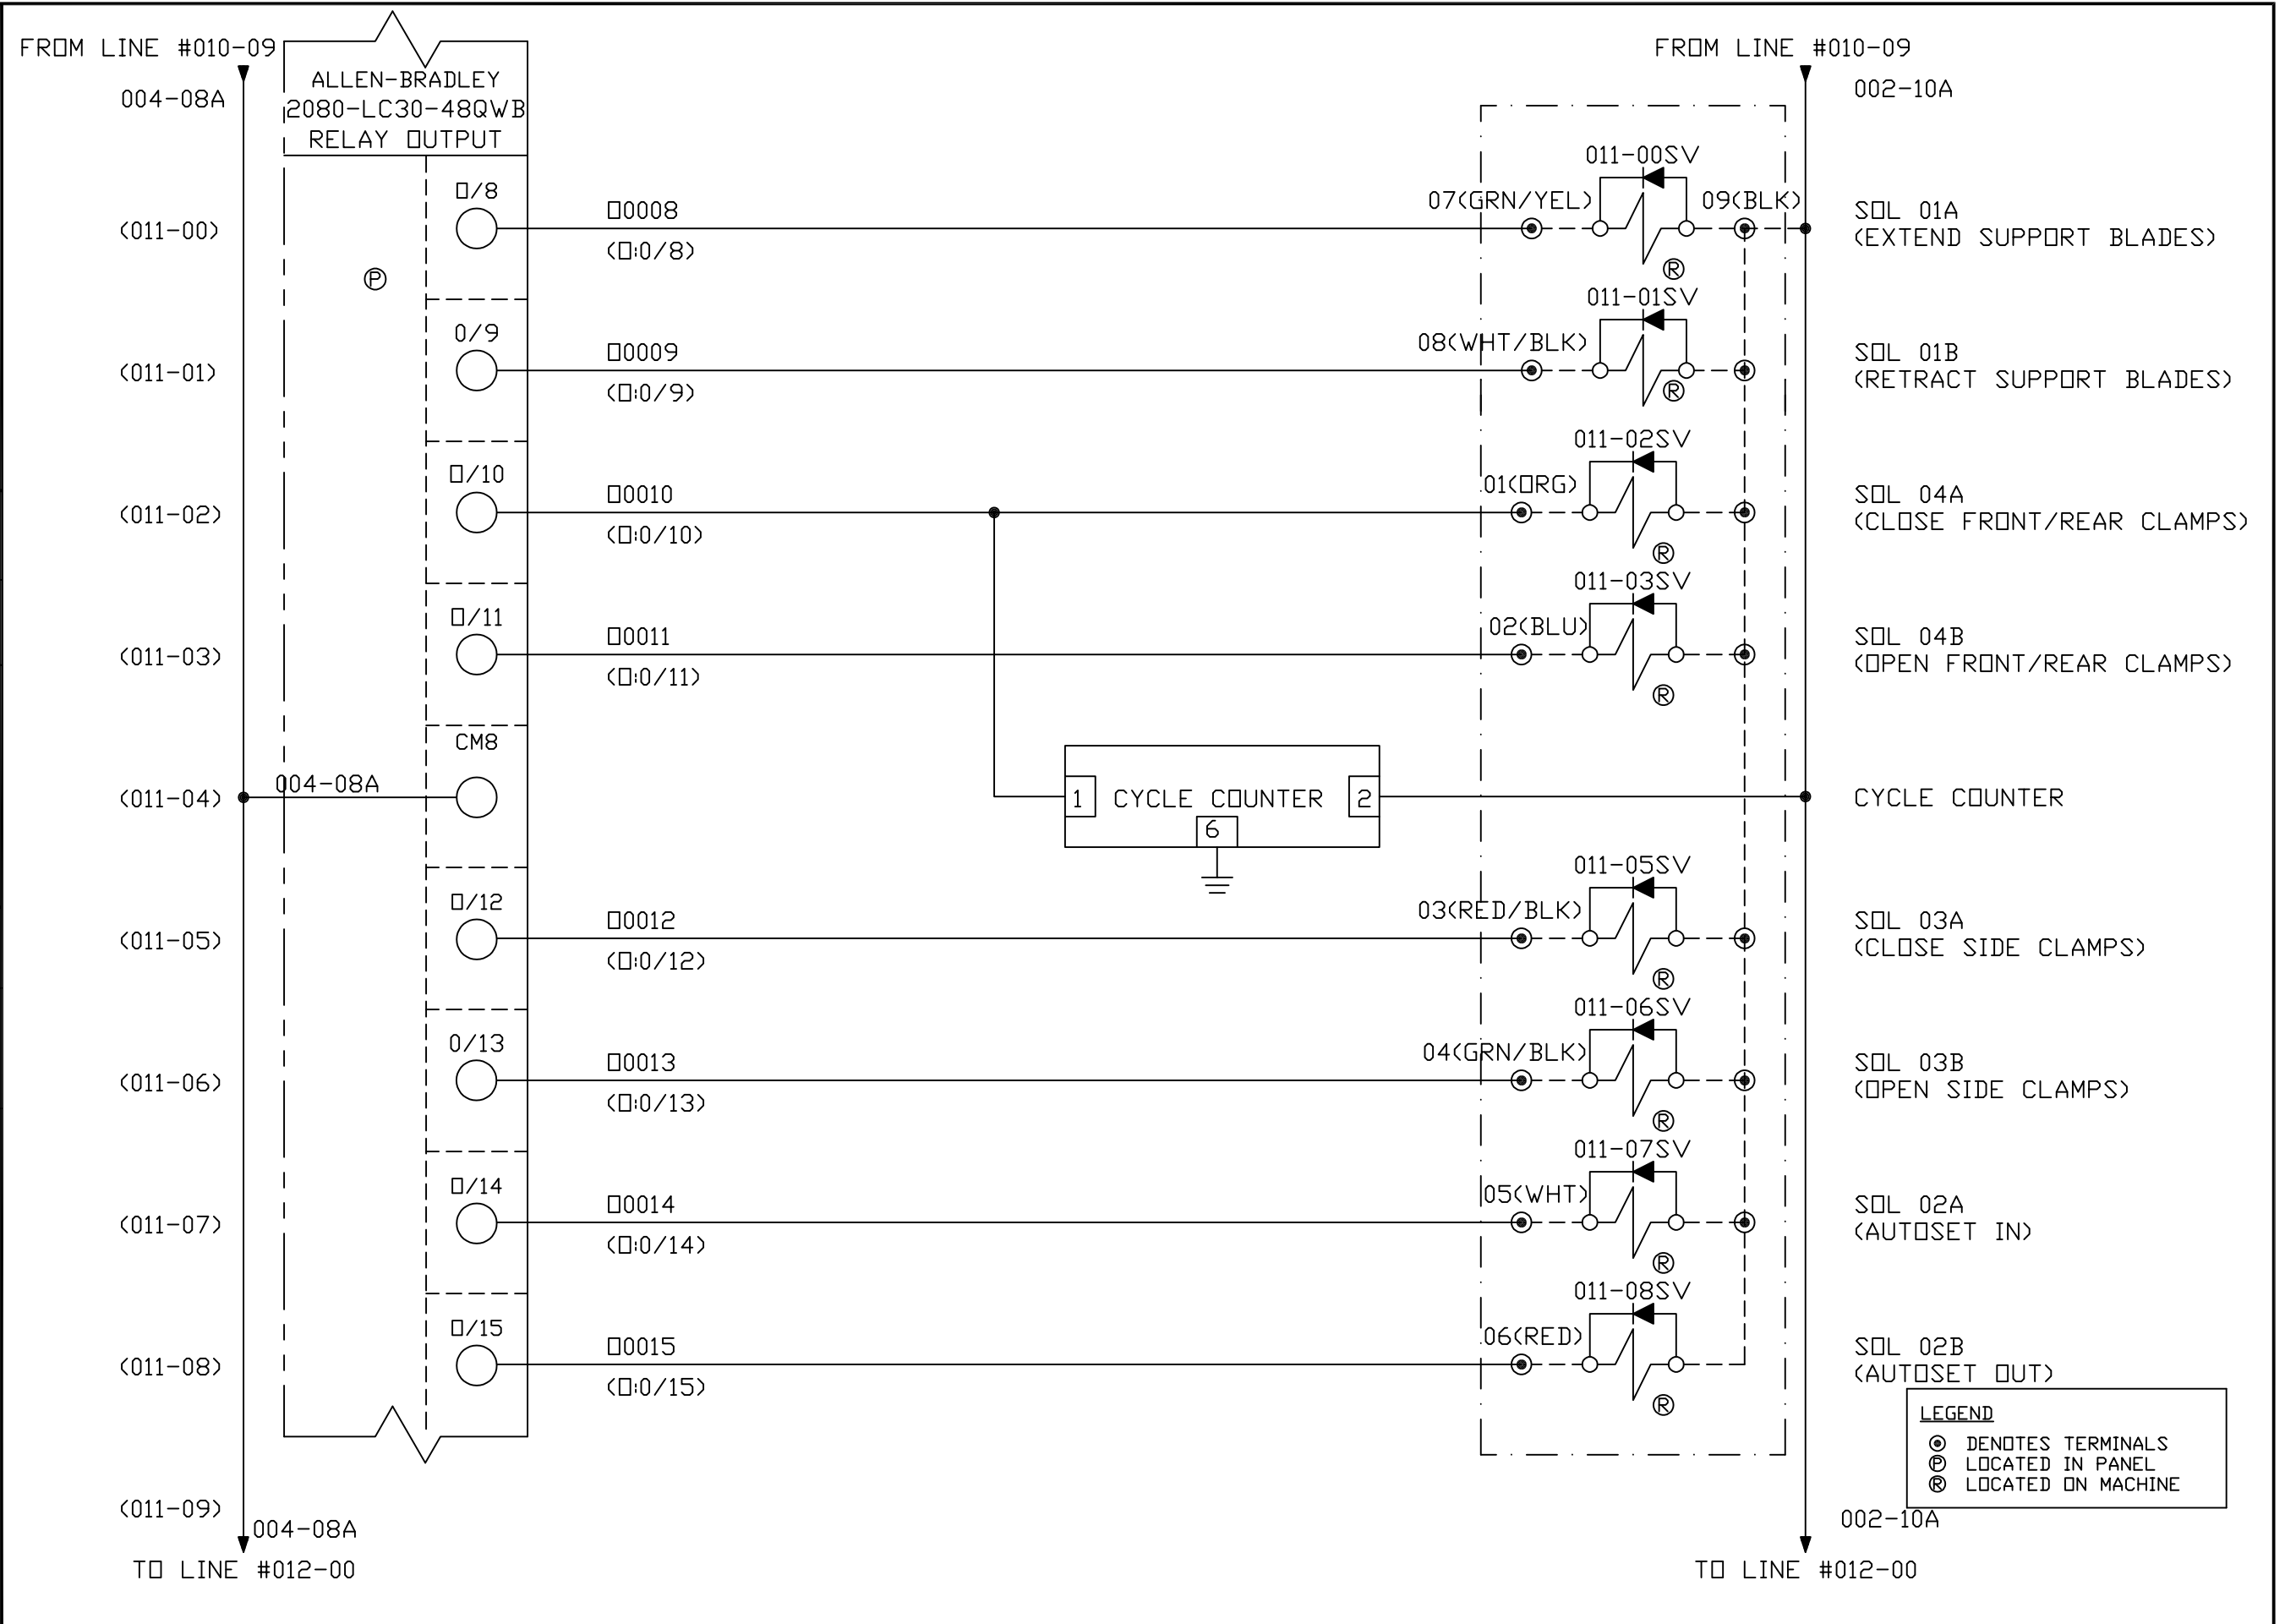 FROM LINE #010-09
004-08A
ALLEN-BRADLEY
2080-LC30-48QWB
RELAY OUTPUT
FROM LINE #010-09
002-10A
(011-00)
O/8
O0008
(O:0/8)
07(GRN/YEL)
011-00SV
09(BLK)
R
SOL 01A
(EXTEND SUPPORT BLADES)
P
(011-01)
0/9
O0009
(O:0/9)
08(WHT/BLK)
011-01SV
R
SOL 01B
(RETRACT SUPPORT BLADES)
(011-02)
O/10
O0010
(O:0/10)
01(ORG)
011-02SV
R
SOL 04A
(CLOSE FRONT/REAR CLAMPS)
(011-03)
O/11
O0011
(O:0/11)
02(BLU)
011-03SV
R
SOL 04B
(OPEN FRONT/REAR CLAMPS)
(011-04)
004-08A
CM8
1
CYCLE COUNTER
2
6
CYCLE COUNTER
(011-05)
O/12
O0012
(O:0/12)
03(RED/BLK)
011-05SV
R
SOL 03A
(CLOSE SIDE CLAMPS)
(011-06)
0/13
O0013
(O:0/13)
04(GRN/BLK)
011-06SV
R
SOL 03B
(OPEN SIDE CLAMPS)
(011-07)
O/14
O0014
(O:0/14)
05(WHT)
011-07SV
R
SOL 02A
(AUTOSET IN)
(011-08)
O/15
O0015
(O:0/15)
06(RED)
011-08SV
R
SOL 02B
(AUTOSET OUT)
LEGEND
DENOTES TERMINALS
P LOCATED IN PANEL
R LOCATED ON MACHINE
(011-09)
004-08A
TO LINE #012-00
002-10A
TO LINE #012-00